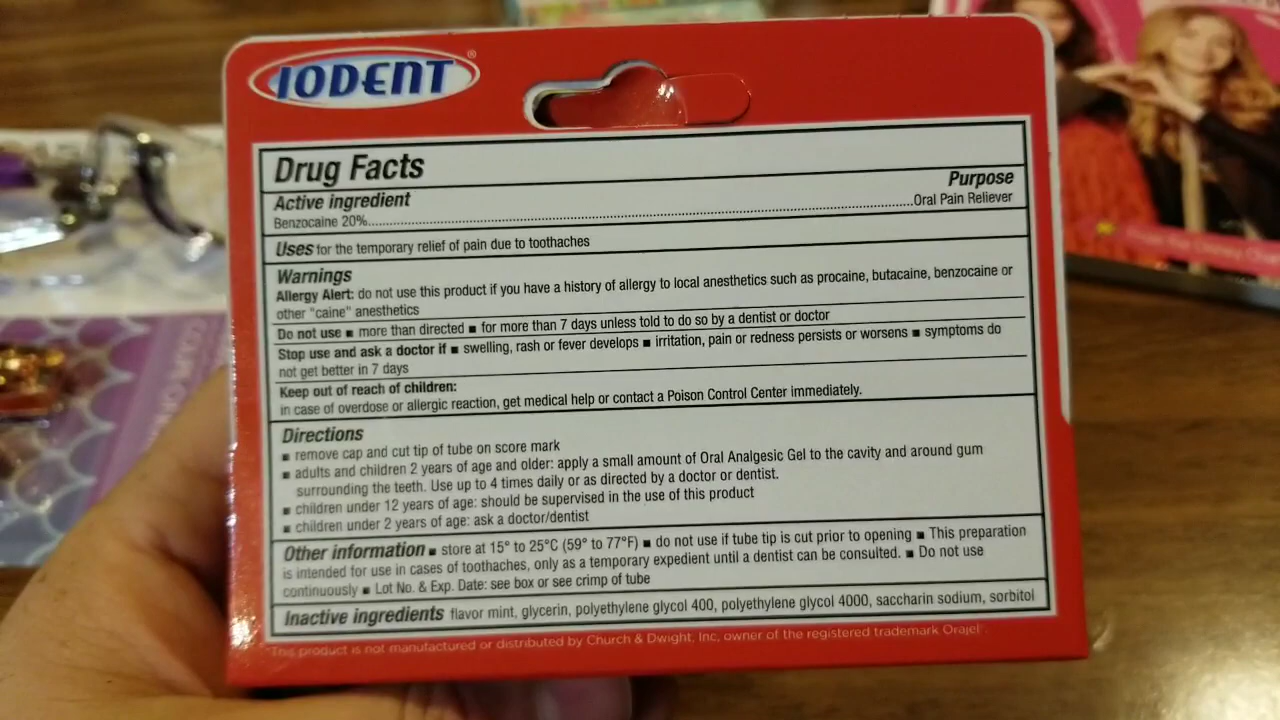 IODENT®
Drug Facts
Active ingredient Purpose
Benzocaine 20%.....................Oral Pain Reliever
Uses for the temporary relief of pain due to toothaches
Warnings
Allergy Alert: do not use this product if you have a history of allergy to local anesthetics such as procaine, butacaine, benzocaine or
other "caine" anesthetics
Do not use ■ more than directed ■ for more than 7 days unless told to do so by a dentist or doctor
Stop use and ask a doctor if ■ swelling, rash or fever develops ■ irritation, pain or redness persists or worsens ■ symptoms do
not get better in 7 days
Keep out of reach of children:
in case of overdose or allergic reaction, get medical help or contact a Poison Control Center immediately.
Directions
■ remove cap and cut tip of tube on score mark
■ adults and children 2 years of age and older: apply a small amount of Oral Analgesic Gel to the cavity and around gum
surrounding the teeth. Use up to 4 times daily or as directed by a doctor or dentist.
■ children under 12 years of age: should be supervised in the use of this product
■ children under 2 years of age: ask a doctor/dentist
Other information ■ store at 15° to 25°C (59° to 77°F) ■ do not use if tube tip is cut prior to opening ■ This preparation
is intended for use in cases of toothaches, only as a temporary expedient until a dentist can be consulted. ■ Do not use
continuously ■ Lot No. & Exp. Date: see box or see crimp of tube
Inactive ingredients flavor mint, glycerin, polyethylene glycol 400, polyethylene glycol 4000, saccharin sodium, sorbitol
*This product is not manufactured or distributed by Church & Dwight, Inc, owner of the registered trademark Orajel®.